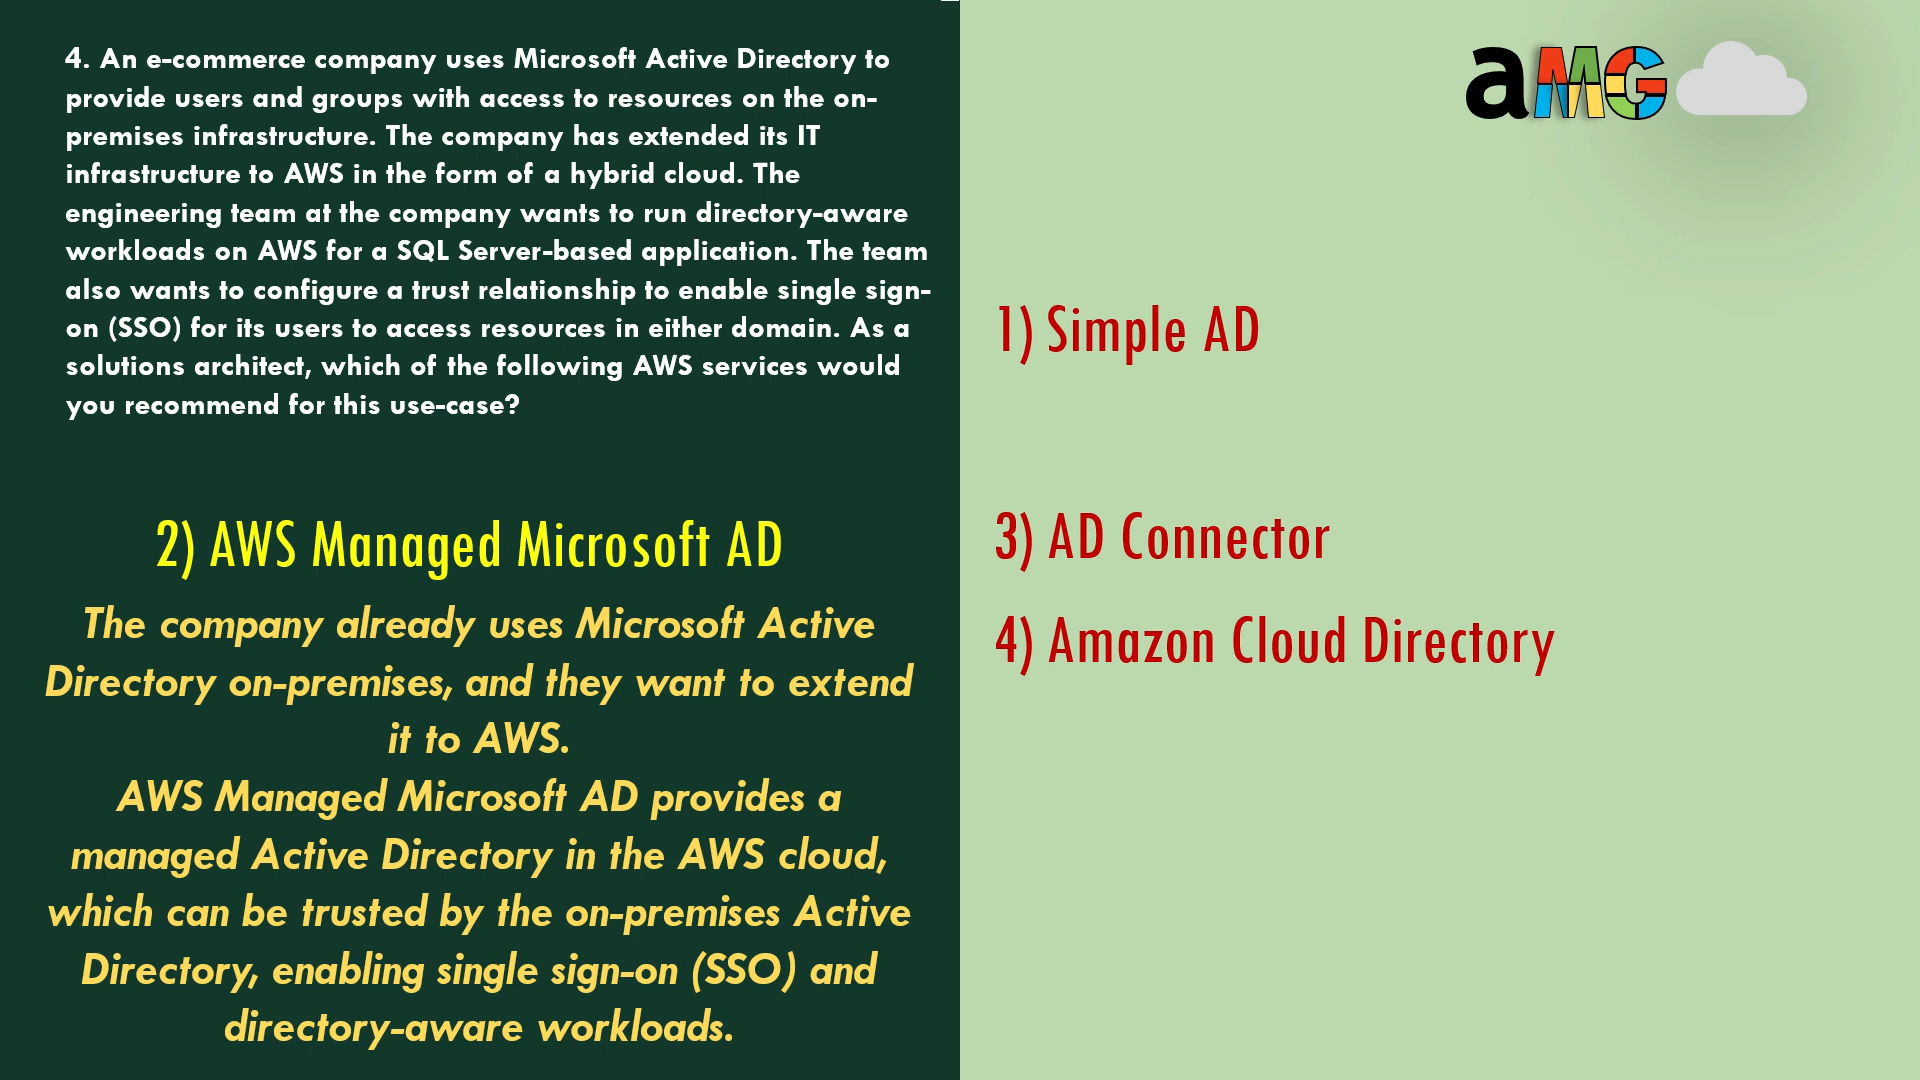 4. An e-commerce company uses Microsoft Active Directory to
provide users and groups with access to resources on the on-
premises infrastructure. The company has extended its IT
infrastructure to AWS in the form of a hybrid cloud. The
engineering team at the company wants to run directory-aware
workloads on AWS for a SQL Server-based application. The team
also wants to configure a trust relationship to enable single sign-
on (SSO) for its users to access resources in either domain. As a
solutions architect, which of the following AWS services would
you recommend for this use-case?
2) AWS Managed Microsoft AD
The company already uses Microsoft Active
Directory on-premises, and they want to extend
it to AWS.
AWS Managed Microsoft AD provides a
managed Active Directory in the AWS cloud,
which can be trusted by the on-premises Active
Directory, enabling single sign-on (SSO) and
directory-aware workloads.
aMG
1) Simple AD
3) AD Connector
4) Amazon Cloud Directory